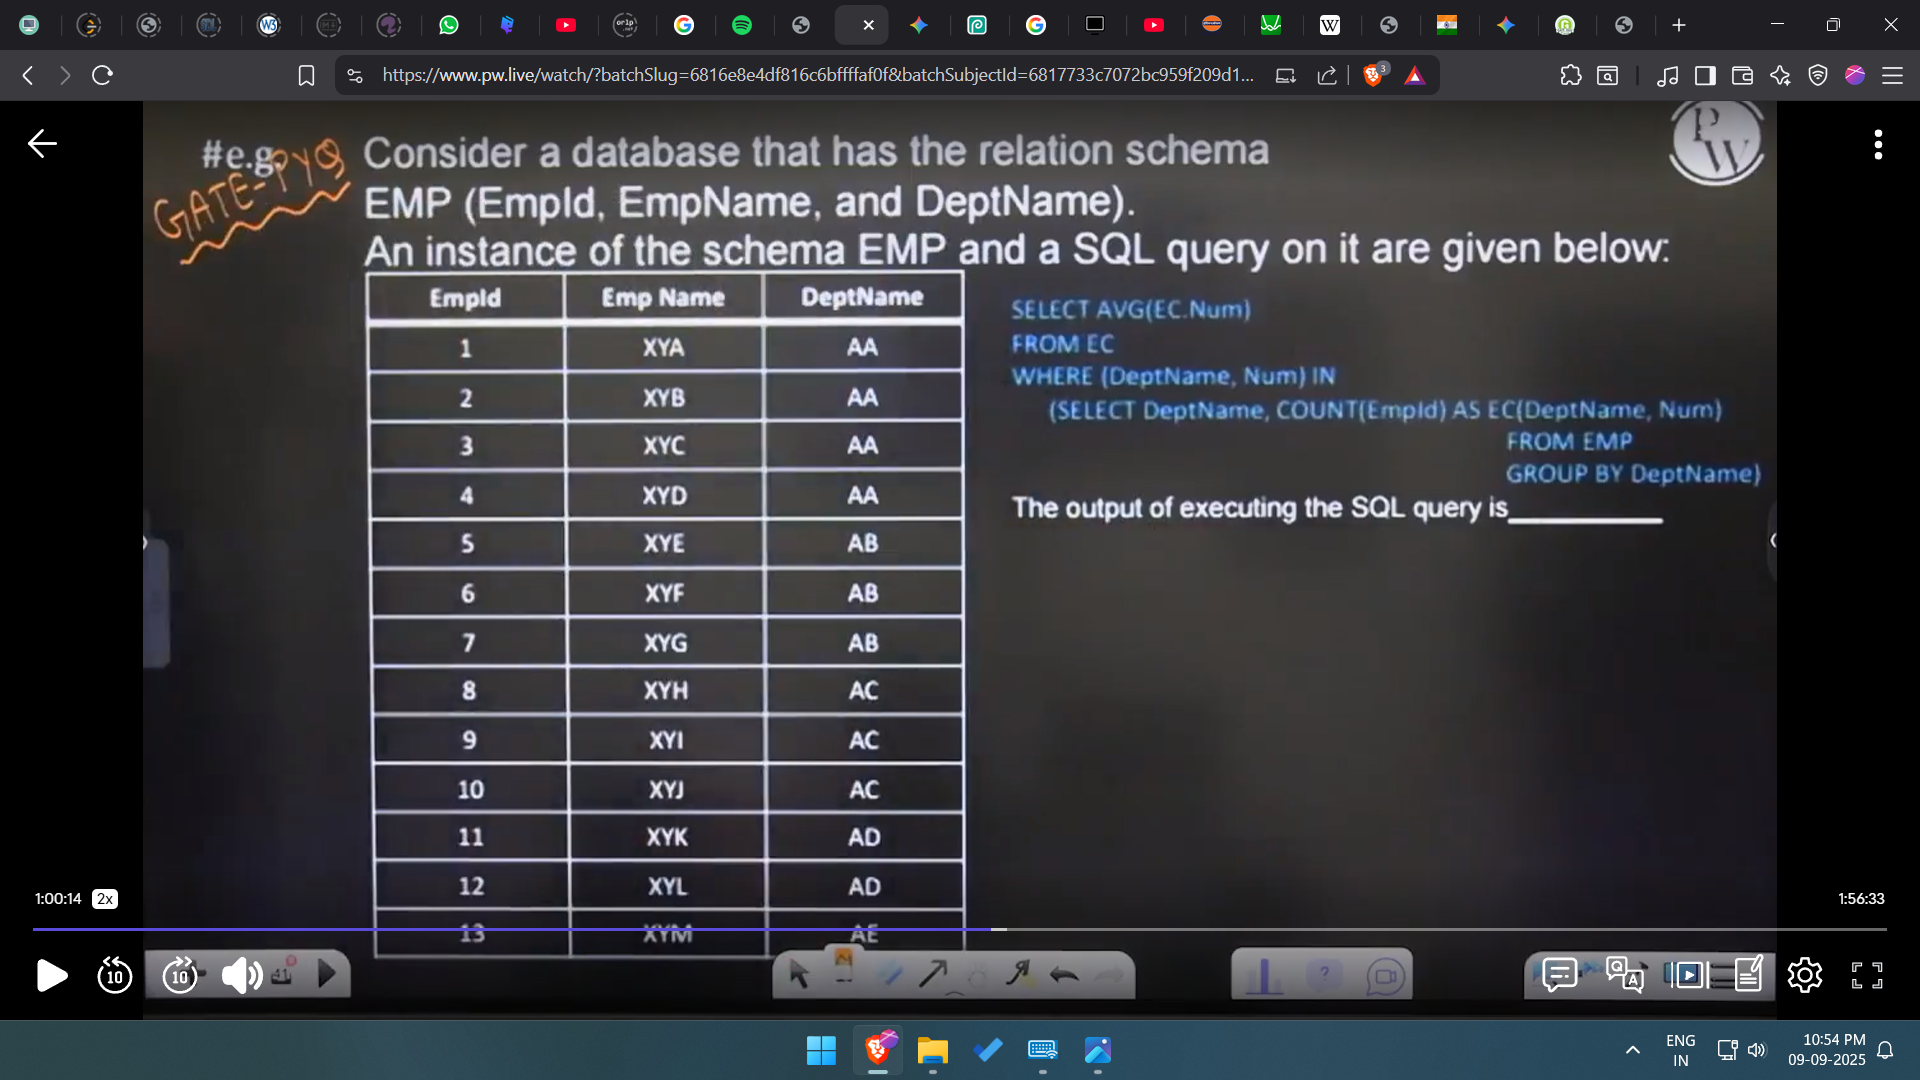 https://www.pw.live/watch/?batchSlug=6816e8e4df816c6bffffaf0f&batchSubjectId=6817733c7072bc959f209d1...
3
#e.g.
GATE-PYQ
Consider a database that has the relation schema
EMP (EmpId, EmpName, and DeptName).
An instance of the schema EMP and a SQL query on it are given below:
PW
EmpId Emp Name DeptName
1 XYA AA
2 XYB AA
3 XYC AA
4 XYD AA
5 XYE AB
6 XYF AB
7 XYG AB
8 XYH AC
9 XYI AC
10 XYJ AC
11 XYK AD
12 XYL AD
13 XYM AE
SELECT AVG(EC.Num)
FROM EC
WHERE (DeptName, Num) IN
(SELECT DeptName, COUNT(EmpId) AS EC(DeptName, Num)
FROM EMP
GROUP BY DeptName)
The output of executing the SQL query is__________
1:00:14 2x
1:56:33
10 10
41
ENG
IN
10:54 PM
09-09-2025